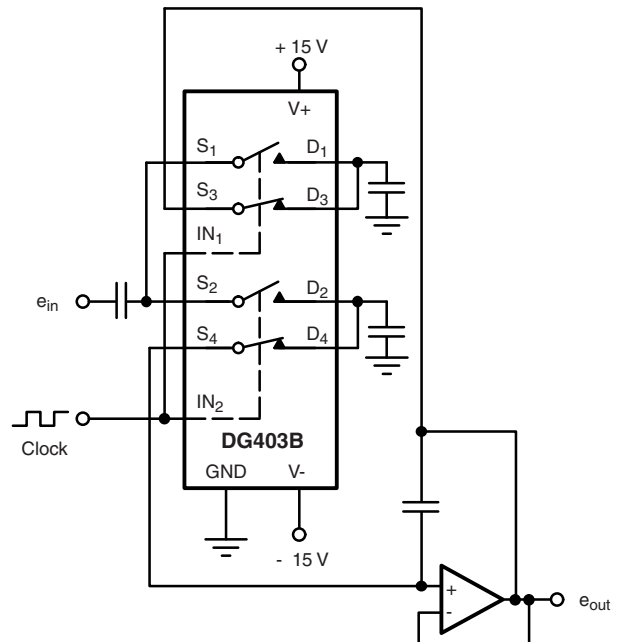 + 15 V
V+
S1 D1
S3 D3
IN1
ein S2 D2
S4 D4
IN2
Clock
DG403B
GND V-
- 15 V
+
-
eout